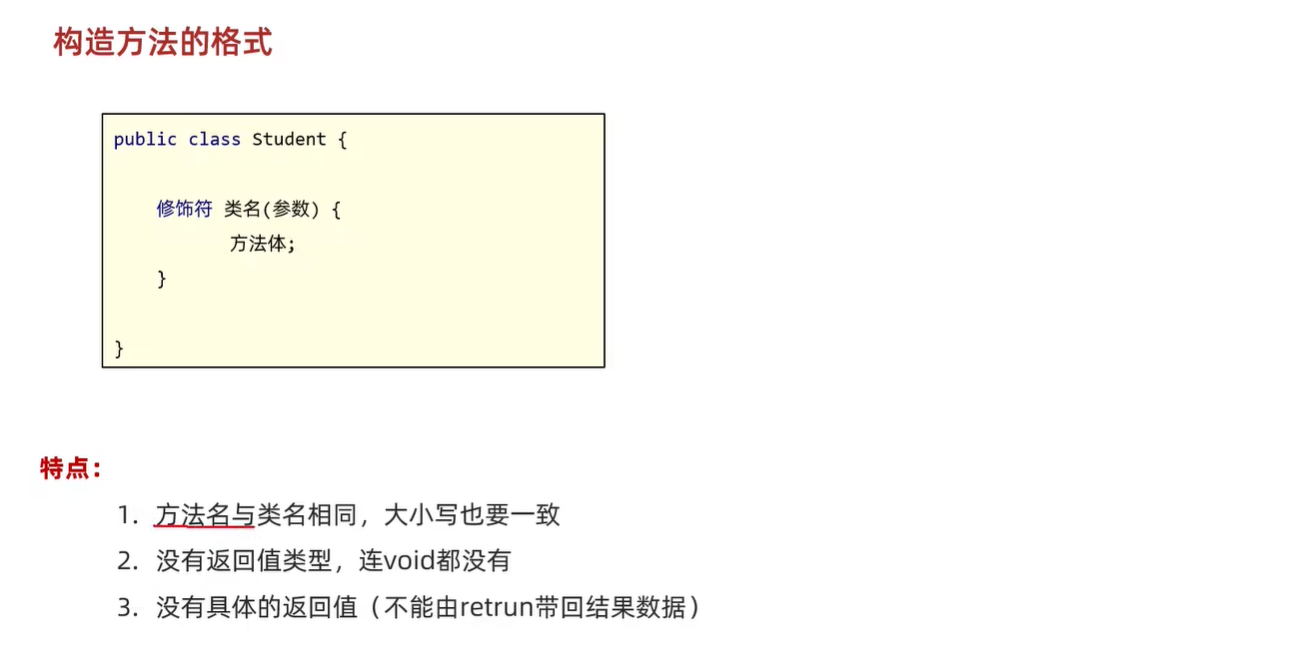 构造方法的格式
public class Student {
修饰符 类名(参数) {
方法体;
}
}
特点：
1. 方法名与类名相同，大小写也要一致
2. 没有返回值类型，连void都没有
3. 没有具体的返回值（不能由retrun带回结果数据）